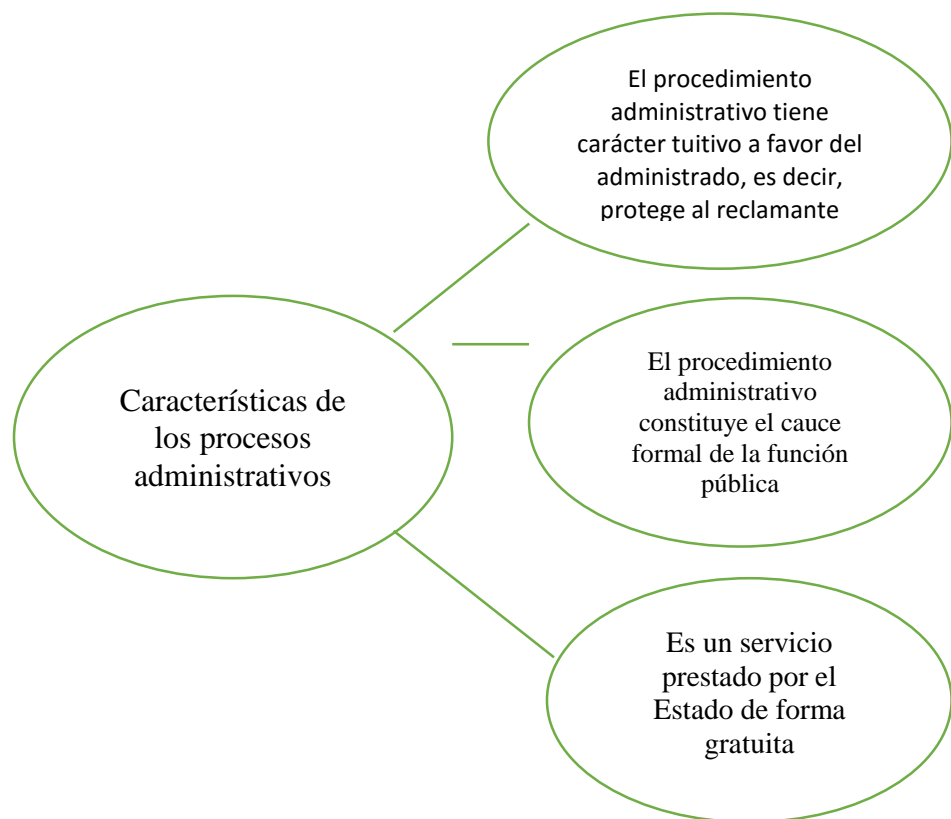 El procedimiento
administrativo tiene
carácter tuitivo a favor del
administrado, es decir,
protege al reclamante
Características de
los procesos
administrativos
El procedimiento
administrativo
constituye el cauce
formal de la función
pública
Es un servicio
prestado por el
Estado de forma
gratuita